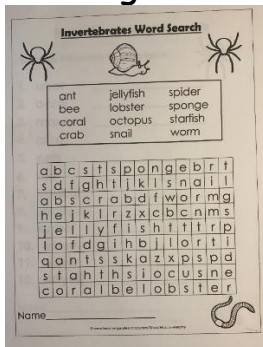 Invertebrates Word Search
ant jellyfish spider
bee lobster sponge
coral octopus starfish
crab snail worm
a b c s t s p o n g e b r t
s d f g h t j k l s n a i l
a b s c r a b d f w o r m g
h e j k l r z x c b c n m s
j e l l y f i s h t t t r p
l o f d g i h b j l o r t i
q a n t s s k a z x p s p d
s t a h t h s i o c u s n e
c o r a l b e l o b s t e r
Name